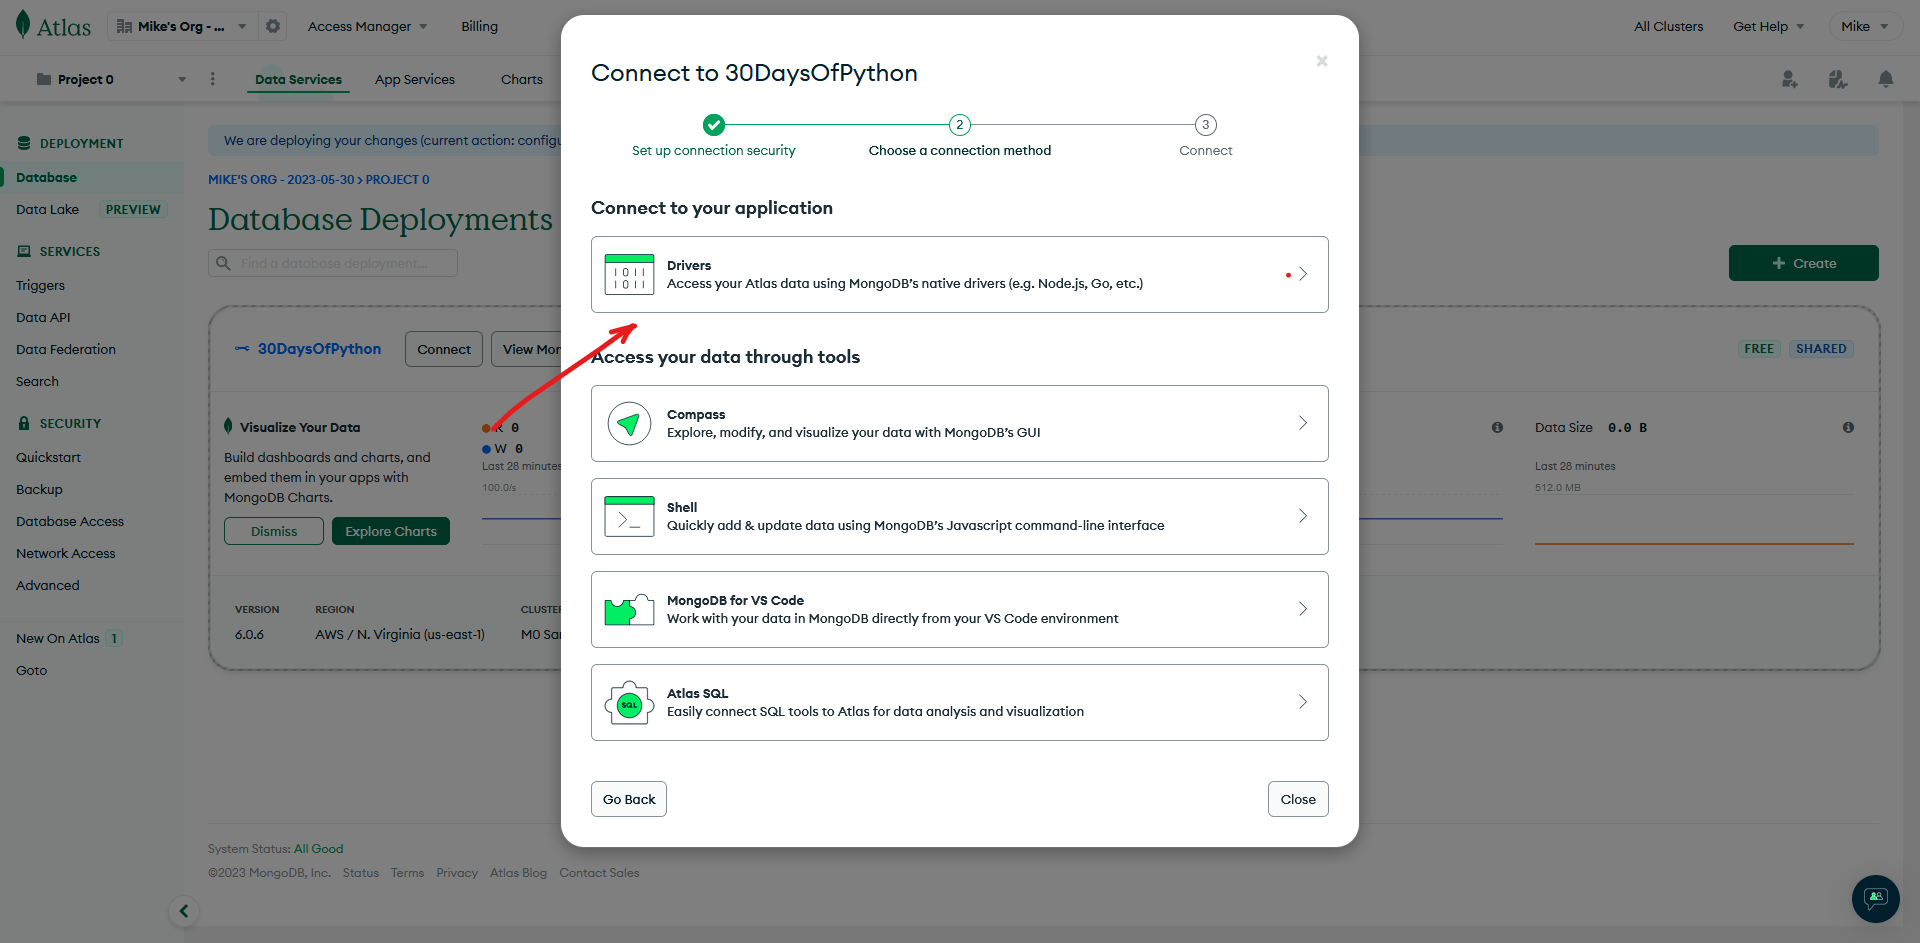 Atlas
Mike's Org - ...
Access Manager
Billing
All Clusters
Get Help
Mike
Project 0
Data Services
App Services
Charts
DEPLOYMENT
Database
Data Lake PREVIEW
SERVICES
Triggers
Data API
Data Federation
Search
SECURITY
Quickstart
Backup
Database Access
Network Access
Advanced
New On Atlas 1
Goto
We are deploying your changes (current action: configu
MIKE'S ORG - 2023-05-30 > PROJECT 0
Database Deployments
Find a database deployment...
+ Create
30DaysOfPython
Connect
View Mon
FREE
SHARED
Visualize Your Data
Build dashboards and charts, and
embed them in your apps with
MongoDB Charts.
Dismiss
Explore Charts
R 0
W 0
Last 28 minutes
100.0/s
Data Size 0.0 B
Last 28 minutes
512.0 MB
VERSION
6.0.6
REGION
AWS / N. Virginia (us-east-1)
CLUSTE
M0 Sa
System Status: All Good
©2023 MongoDB, Inc. Status Terms Privacy Atlas Blog Contact Sales
Connect to 30DaysOfPython
2
3
Set up connection security
Choose a connection method
Connect
Connect to your application
1011
1011
Drivers
Access your Atlas data using MongoDB's native drivers (e.g. Node.js, Go, etc.)
Access your data through tools
Compass
Explore, modify, and visualize your data with MongoDB's GUI
Shell
Quickly add & update data using MongoDB's Javascript command-line interface
MongoDB for VS Code
Work with your data in MongoDB directly from your VS Code environment
SQL
Atlas SQL
Easily connect SQL tools to Atlas for data analysis and visualization
Go Back
Close